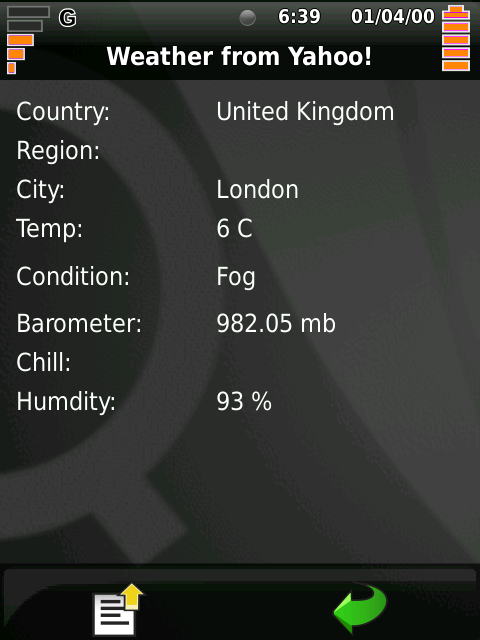 G 6:39 01/04/00
Weather from Yahoo!
Country: United Kingdom
Region:
City: London
Temp: 6 C
Condition: Fog
Barometer: 982.05 mb
Chill:
Humdity: 93 %